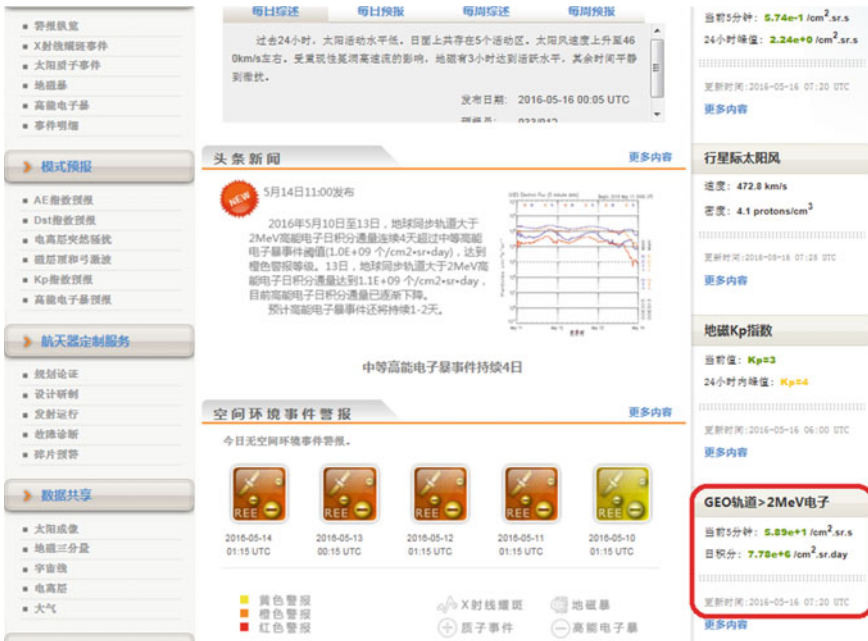 警报纵览
X射线耀斑事件
太阳质子事件
地磁暴
高能电子暴
事件明细
模式预报
AE指数预报
Dst指数预报
电离层突然骚扰
磁层顶和弓激波
Kp指数预报
高能电子暴预报
航天器定制服务
规划论证
设计研制
发射运行
故障诊断
碎片预警
数据共享
太阳成像
地磁三分量
宇宙线
电离层
大气
每日综述 每日预报 每周综述 每周预报
过去24小时，太阳活动水平低。日面上共存在5个活动区。太阳风速度上升至46
0km/s左右。受重现性冕洞高速流的影响，地磁有3小时达到活跃水平，其余时间平静
到微扰。
发布日期: 2016-05-16 00:05 UTC
头条新闻 更多内容
NEW
5月14日11:00发布
2016年5月10日至13日，地球同步轨道大于
2MeV高能电子日积分通量连续4天超过中等高能
电子暴事件阈值(1.0E+09 个/cm2•sr•day)，达到
橙色警报等级。13日，地球同步轨道大于2MeV高
能电子日积分通量达到1.1E+09 个/cm2•sr•day，
目前高能电子日积分通量已逐渐下降。
预计高能电子暴事件还将持续1-2天。
中等高能电子暴事件持续4日
空间环境事件警报 更多内容
今日无空间环境事件警报。
REE REE REE REE REE
2016-05-14 2016-05-13 2016-05-12 2016-05-11 2016-05-10
01:15 UTC 00:15 UTC 01:15 UTC 01:15 UTC 01:15 UTC
黄色警报
橙色警报
红色警报
X射线耀斑 地磁暴
质子事件 高能电子暴
当前5分钟: 5.74e-1 /cm².sr.s
24小时峰值: 2.24e+0 /cm².sr.s
更新时间:2016-05-16 07:20 UTC
更多内容
行星际太阳风
速度: 472.8 km/s
密度: 4.1 protons/cm³
更新时间:2016-05-16 07:25 UTC
更多内容
地磁Kp指数
当前值: Kp=3
24小时内峰值: Kp=4
更新时间:2016-05-16 06:00 UTC
更多内容
GEO轨道>2MeV电子
当前5分钟: 5.89e+1 /cm².sr.s
日积分: 7.78e+6 /cm².sr.day
更新时间:2016-05-16 07:20 UTC
更多内容